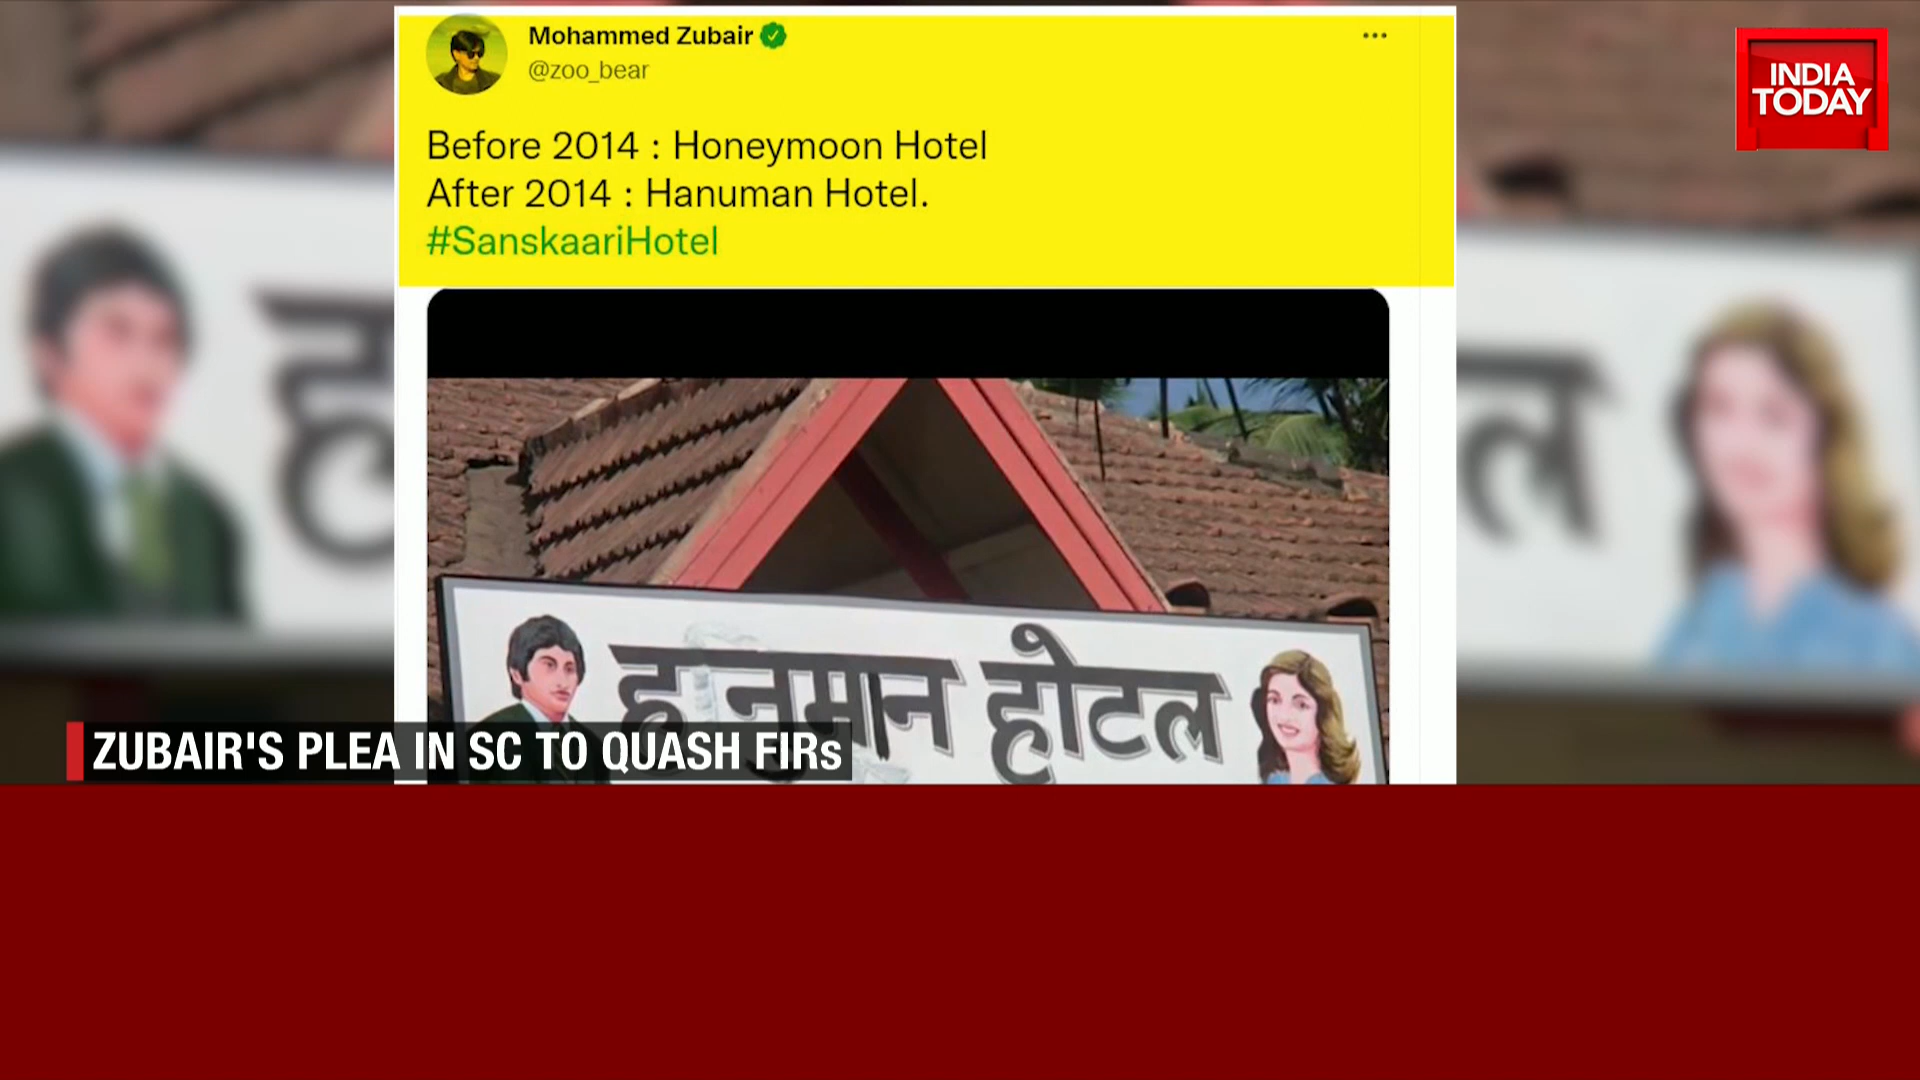 Mohammed Zubair
@zoo_bear
Before 2014 : Honeymoon Hotel
After 2014 : Hanuman Hotel.
#SanskaariHotel
INDIA
TODAY
हनुमान होटल
ZUBAIR'S PLEA IN SC TO QUASH FIRs